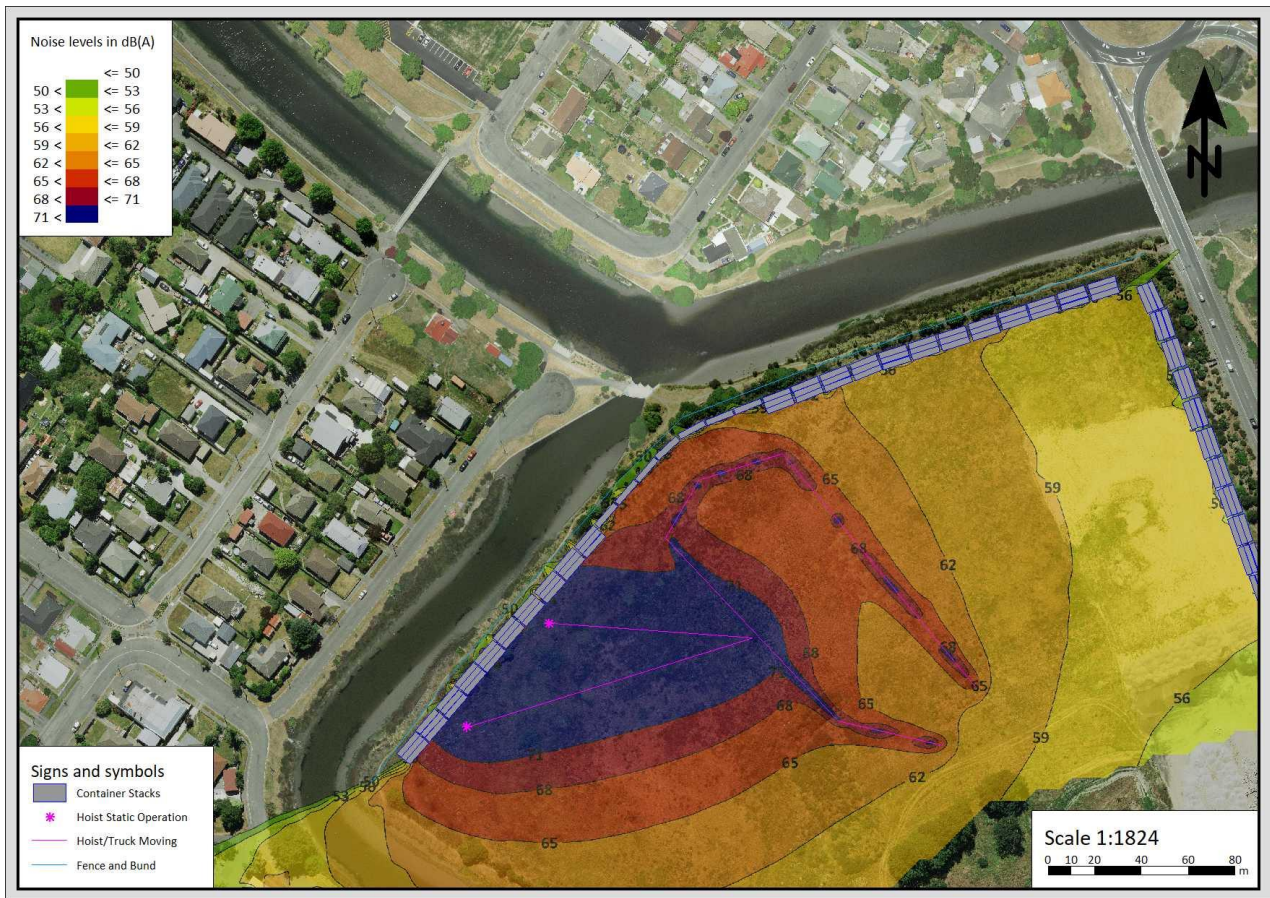 Noise levels in dB(A)
<= 50
50 < <= 53
53 < <= 56
56 < <= 59
59 < <= 62
62 < <= 65
65 < <= 68
68 < <= 71
71 <
N
56
50
65
68
68
59
68
62
50
71
68
68
65
68
65
56
59
65
62
71
68
65
50
53
Signs and symbols
Container Stacks
Hoist Static Operation
Hoist/Truck Moving
Fence and Bund
Scale 1:1824
0 10 20 40 60 80
m